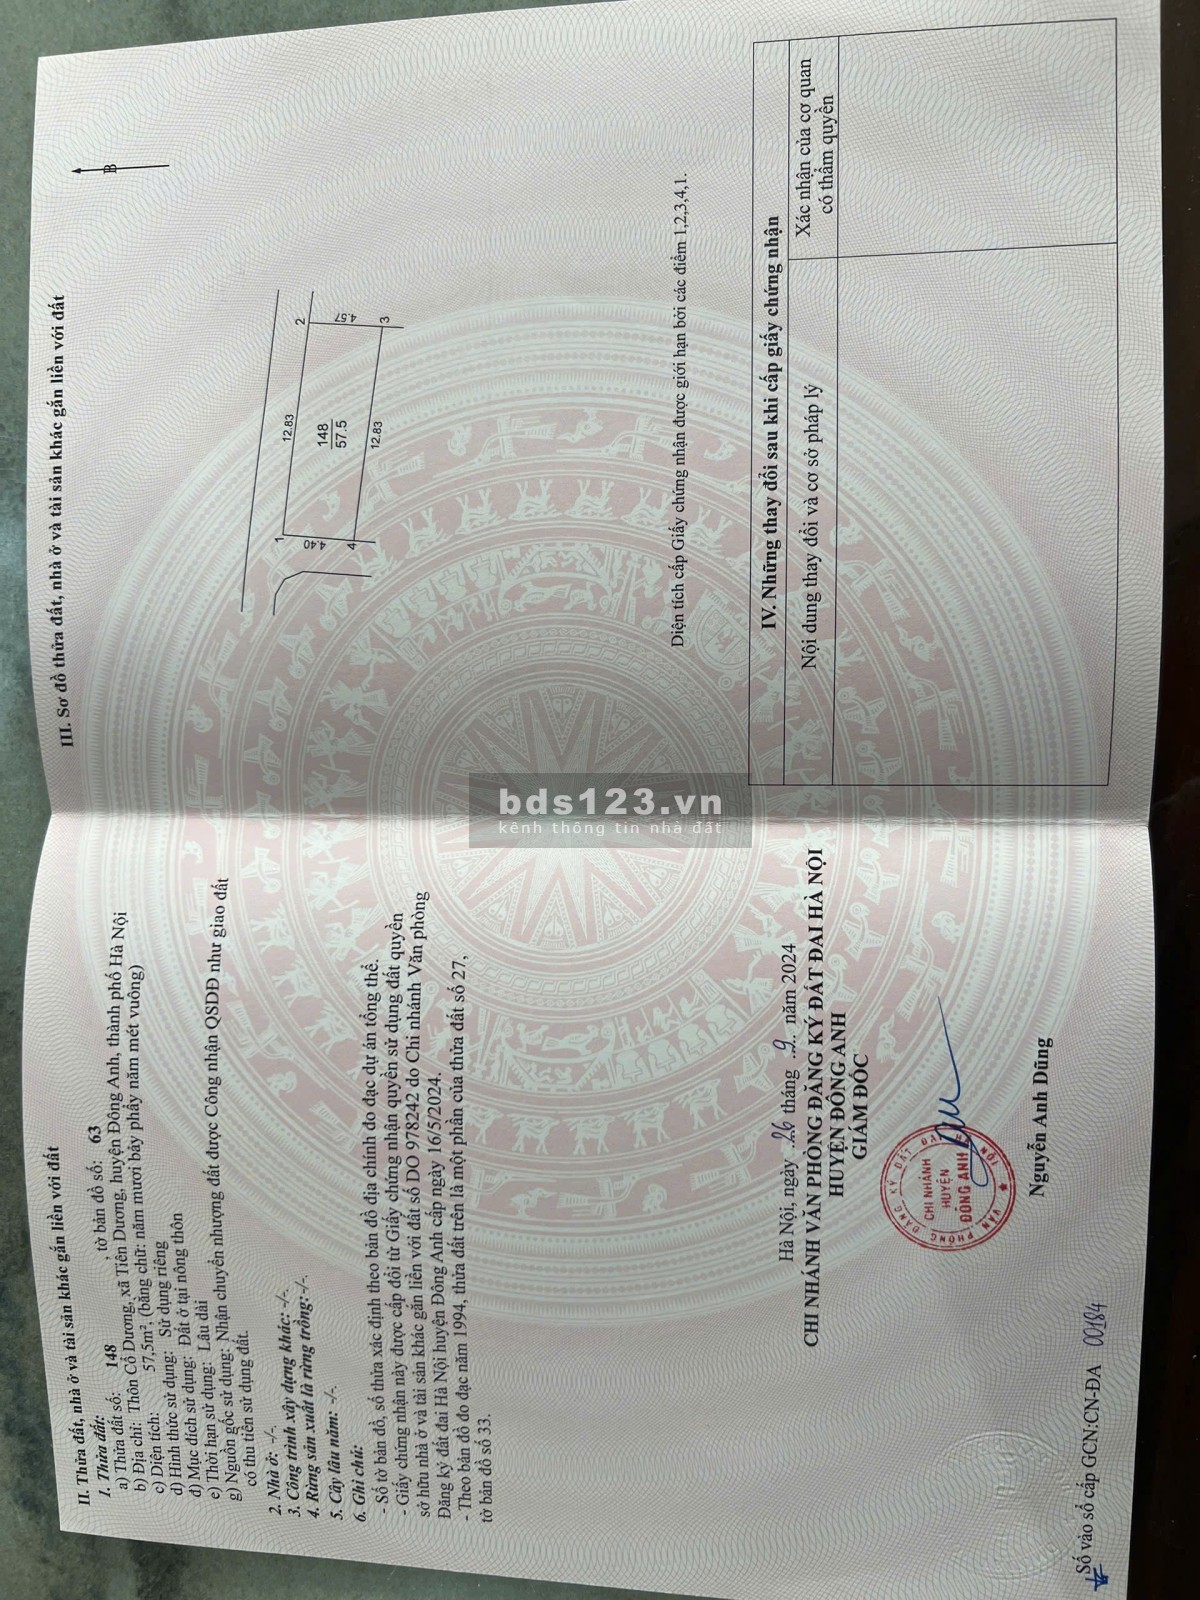 II. Thửa đất, nhà ở và tài sản khác gắn liền với đất
1. Thửa đất:
a) Thửa đất số: 148 , tờ bản đồ số: 63
b) Địa chỉ: Thôn Cổ Dương, xã Tiên Dương, huyện Đông Anh, thành phố Hà Nội
c) Diện tích: 57,5m², (bằng chữ: năm mươi bảy phẩy năm mét vuông)
d) Hình thức sử dụng: Sử dụng riêng
đ) Mục đích sử dụng: Đất ở tại nông thôn
e) Thời hạn sử dụng: Lâu dài
g) Nguồn gốc sử dụng: Nhận chuyển nhượng đất được Công nhận QSDĐ như giao đất
có thu tiền sử dụng đất.
2. Nhà ở: -/-.
3. Công trình xây dựng khác: -/-.
4. Rừng sản xuất là rừng trồng: -/-.
5. Cây lâu năm: -/-.
6. Ghi chú:
- Số tờ bản đồ, số thửa xác định theo bản đồ địa chính đo đạc dự án tổng thể.
- Giấy chứng nhận này được cấp đổi từ Giấy chứng nhận quyền sử dụng đất quyền
sở hữu nhà ở và tài sản khác gắn liền với đất số DO 978242 do Chi nhánh Văn phòng
Đăng ký đất đai Hà Nội huyện Đông Anh cấp ngày 16/5/2024.
- Theo bản đồ đo đạc năm 1994, thửa đất trên là một phần của thửa đất số 27,
tờ bản đồ số 33.
Hà Nội, ngày 26 tháng 9 năm 2024
CHI NHÁNH VĂN PHÒNG ĐĂNG KÝ ĐẤT ĐAI HÀ NỘI
HUYỆN ĐÔNG ANH
GIÁM ĐỐC
VĂN PHÒNG ĐĂNG KÝ ĐẤT ĐAI HÀ NỘI
CHI NHÁNH
HUYỆN
ĐÔNG ANH
Nguyễn Anh Dũng
Số vào sổ cấp GCN:CN-ĐA 00184
III. Sơ đồ thửa đất, nhà ở và tài sản khác gắn liền với đất
B
1
12.83
2
4.40
148
57.5
4.57
4
12.83
3
Diện tích cấp Giấy chứng nhận được giới hạn bởi các điểm 1,2,3,4,1.
IV. Những thay đổi sau khi cấp giấy chứng nhận
Nội dung thay đổi và cơ sở pháp lý
Xác nhận của cơ quan
có thẩm quyền
bds123.vn
kênh thông tin nhà đất